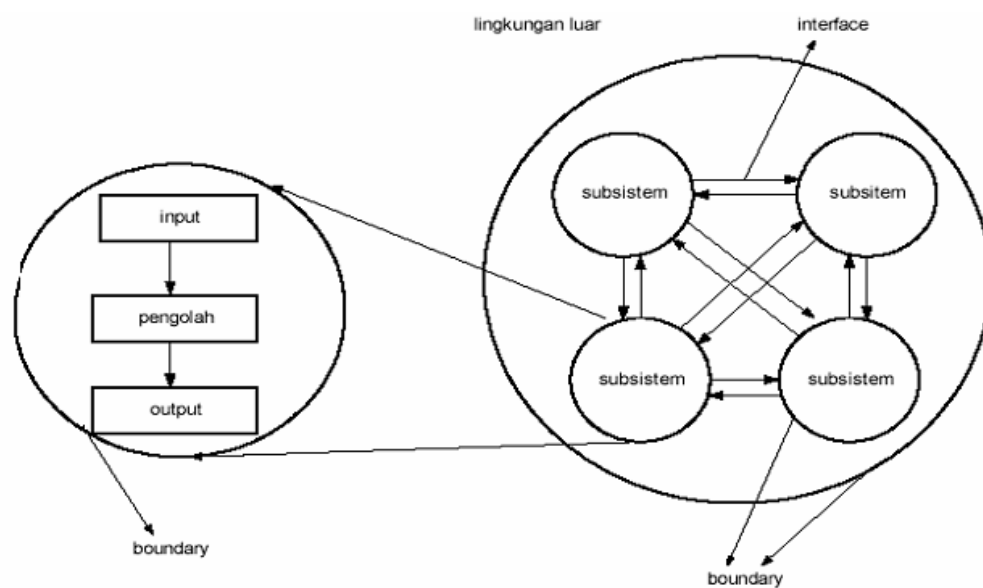 lingkungan luar
interface
subsistem
subsitem
input
pengolah
output
subsistem
subsistem
boundary
boundary